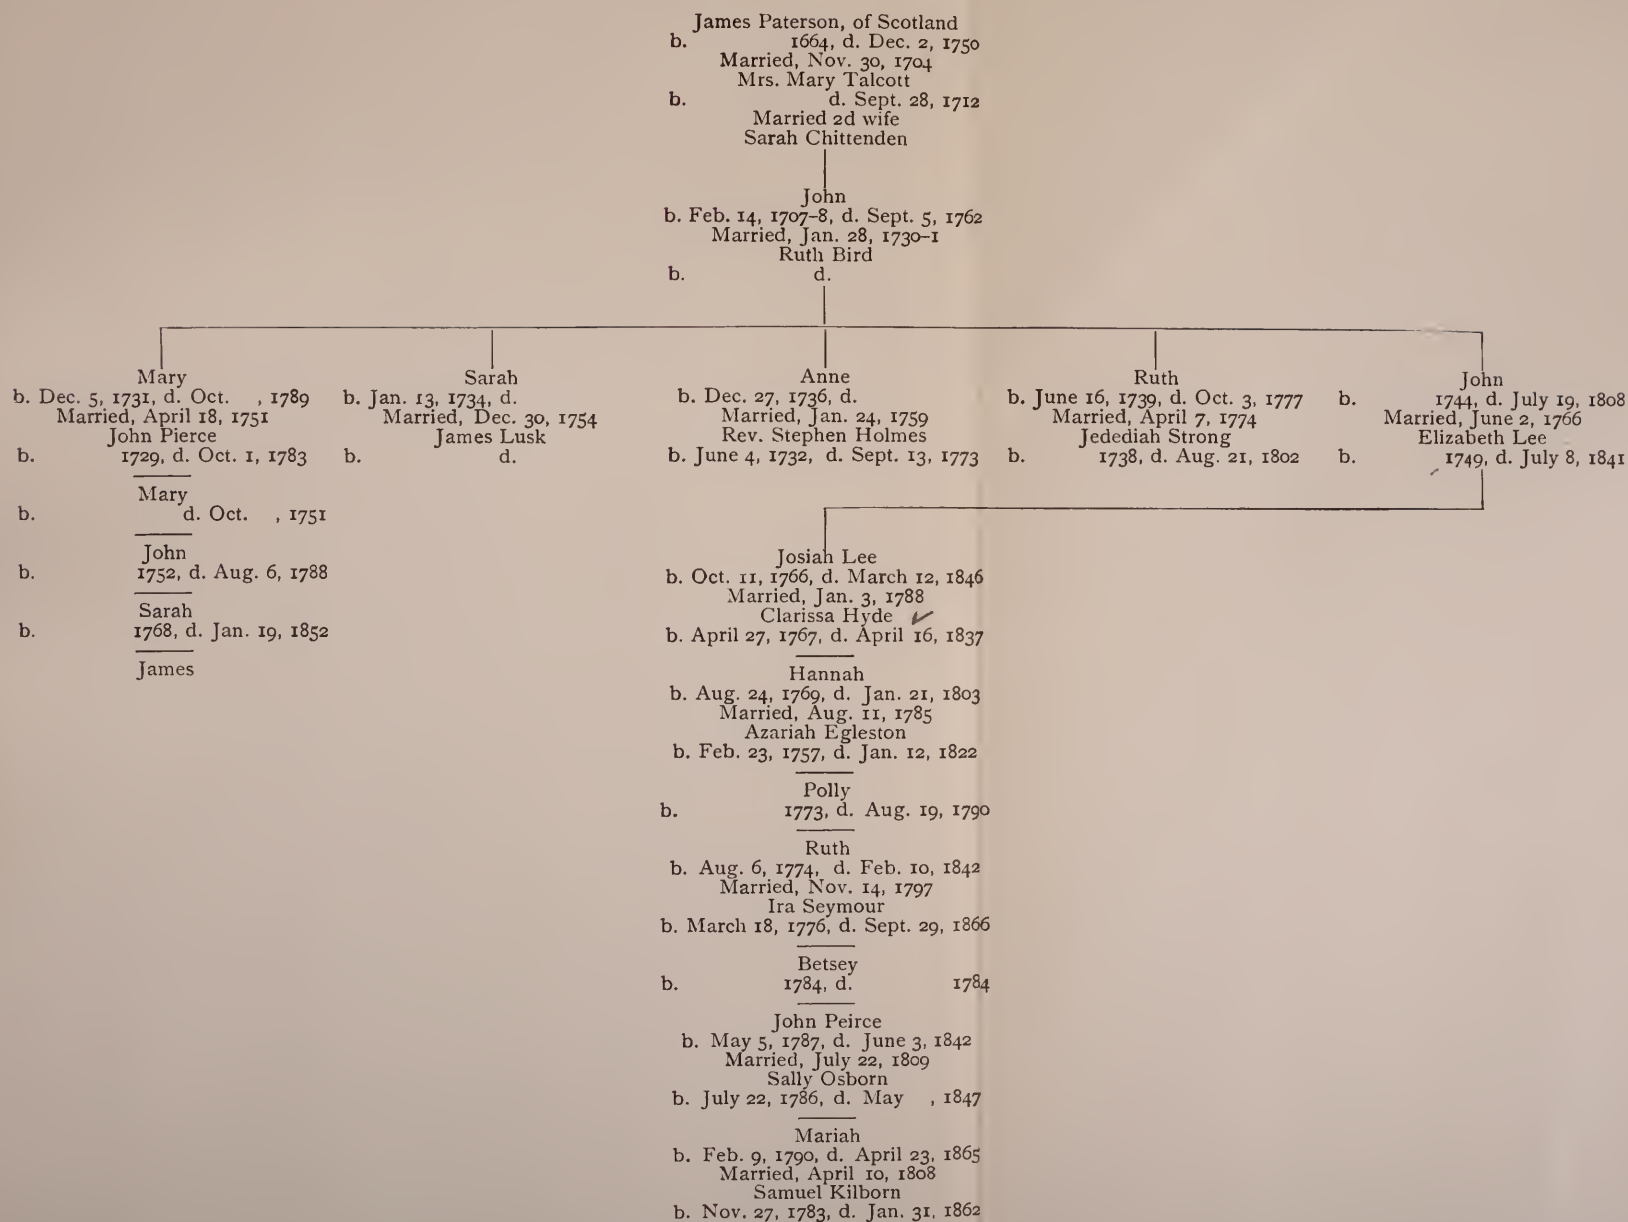 James Paterson, of Scotland
b. 1664, d. Dec. 2, 1750
Married, Nov. 30, 1704
Mrs. Mary Talcott
b. d. Sept. 28, 1712
Married 2d wife
Sarah Chittenden
John
b. Feb. 14, 1707-8, d. Sept. 5, 1762
Married, Jan. 28, 1730-1
Ruth Bird
b. d.
Mary
b. Dec. 5, 1731, d. Oct. , 1789
Married, April 18, 1751
John Pierce
b. 1729, d. Oct. 1, 1783
Mary
b. d. Oct. , 1751
John
b. 1752, d. Aug. 6, 1788
Sarah
b. 1768, d. Jan. 19, 1852
James
Sarah
b. Jan. 13, 1734, d.
Married, Dec. 30, 1754
James Lusk
b. d.
Anne
b. Dec. 27, 1736, d.
Married, Jan. 24, 1759
Rev. Stephen Holmes
b. June 4, 1732, d. Sept. 13, 1773
Ruth
b. June 16, 1739, d. Oct. 3, 1777
Married, April 7, 1774
Jedediah Strong
b. 1738, d. Aug. 21, 1802
John
b. 1744, d. July 19, 1808
Married, June 2, 1766
Elizabeth Lee
b. 1749, d. July 8, 1841
Josiah Lee
b. Oct. 11, 1766, d. March 12, 1846
Married, Jan. 3, 1788
Clarissa Hyde
b. April 27, 1767, d. April 16, 1837
Hannah
b. Aug. 24, 1769, d. Jan. 21, 1803
Married, Aug. 11, 1785
Azariah Egleston
b. Feb. 23, 1757, d. Jan. 12, 1822
Polly
b. 1773, d. Aug. 19, 1790
Ruth
b. Aug. 6, 1774, d. Feb. 10, 1842
Married, Nov. 14, 1797
Ira Seymour
b. March 18, 1776, d. Sept. 29, 1866
Betsey
b. 1784, d. 1784
John Peirce
b. May 5, 1787, d. June 3, 1842
Married, July 22, 1809
Sally Osborn
b. July 22, 1786, d. May , 1847
Mariah
b. Feb. 9, 1790, d. April 23, 1865
Married, April 10, 1808
Samuel Kilborn
b. Nov. 27, 1783, d. Jan. 31, 1862